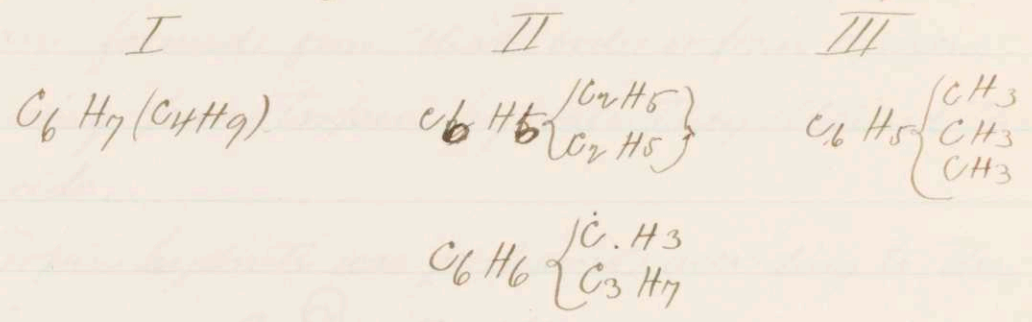 I II III
C6 H7 (C4H9) C6 H5 {C2H5} C6 H5 {CH3
{C2H5} CH3
CH3
C6 H6 {C.H3
C3 H7